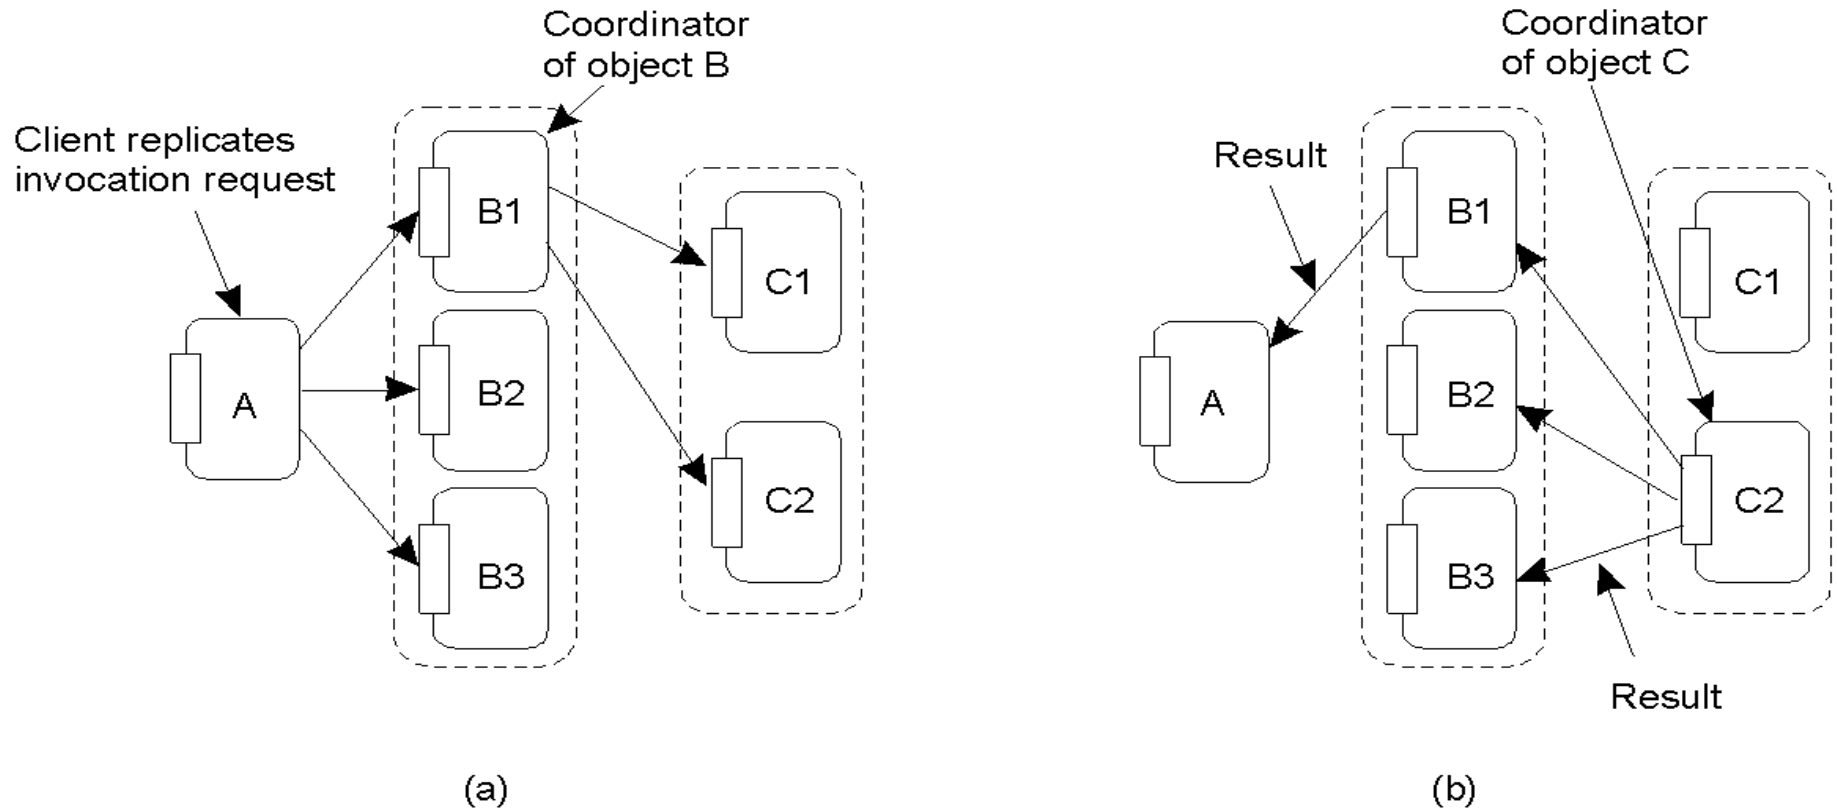 Coordinator
of object B
Client replicates
invocation request
B1
C1
A
B2
C2
B3
(a)
Coordinator
of object C
Result
B1
C1
A
B2
C2
B3
Result
(b)